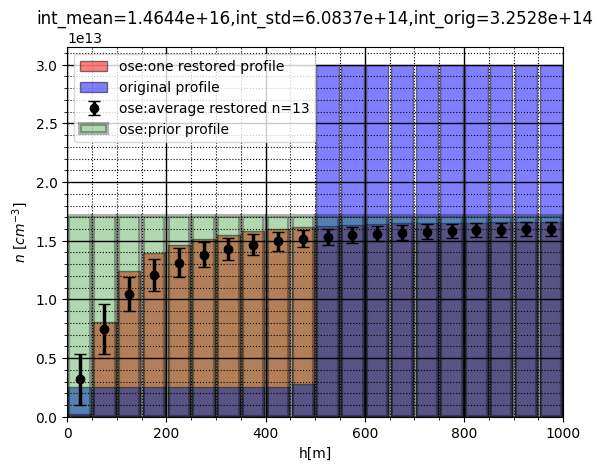 int_mean=1.4644e+16,int_std=6.0837e+14,int_orig=3.2528e+14
1e13
ose:one restored profile
original profile
ose:average restored n=13
ose:prior profile
3.0
2.5
2.0
1.5
1.0
0.5
0.0
n [cm⁻³]
0 200 400 600 800 1000
h[m]